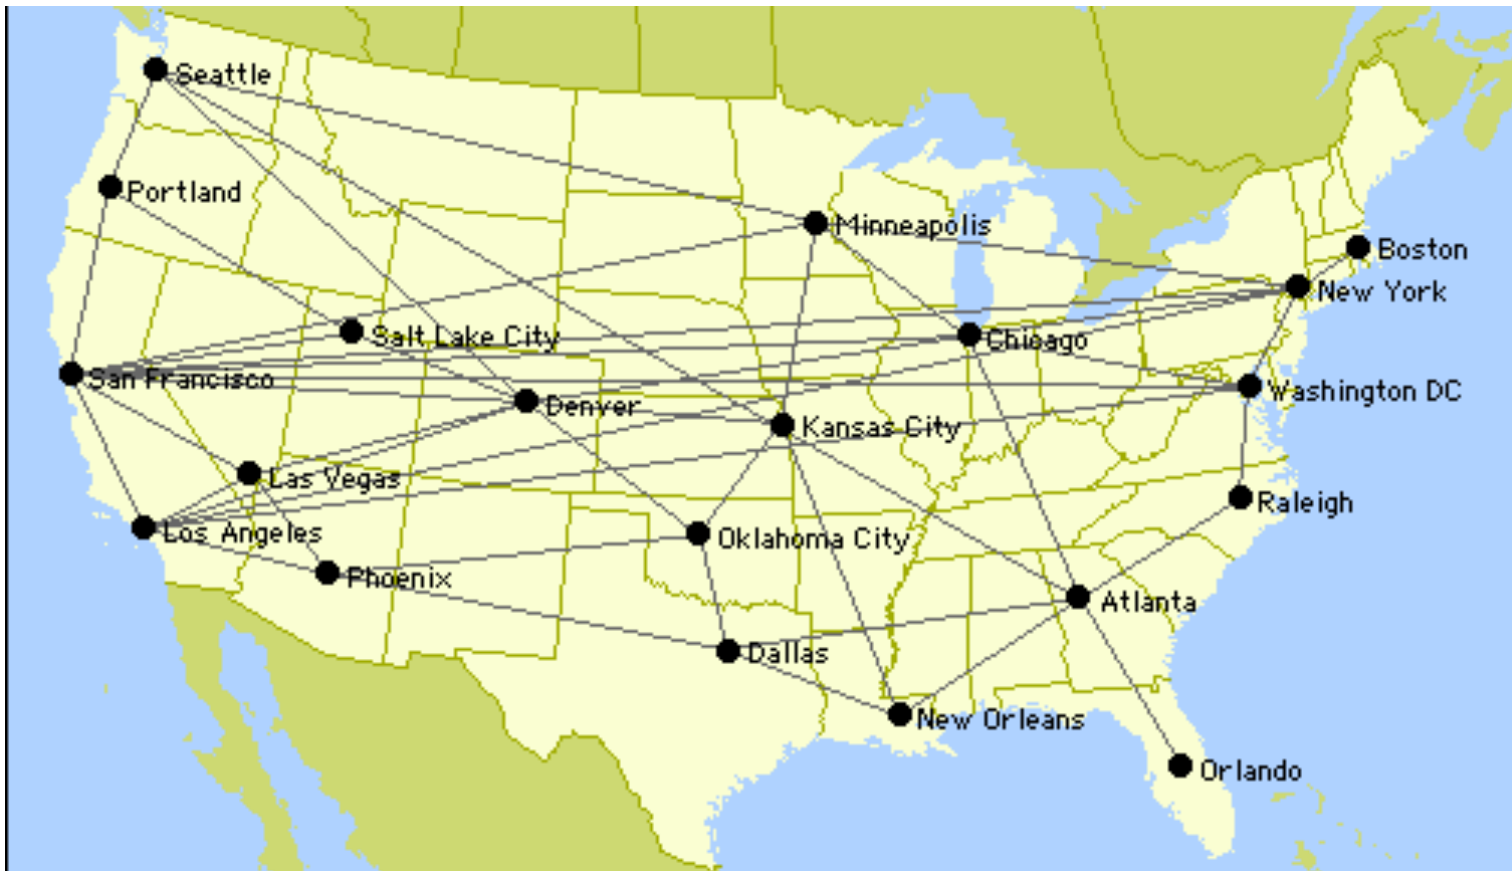 Seattle
Portland
Minneapolis
Boston
New York
Salt Lake City
Chicago
San Francisco
Washington DC
Denver
Kansas City
Las Vegas
Raleigh
Los Angeles
Oklahoma City
Phoenix
Atlanta
Dallas
New Orleans
Orlando